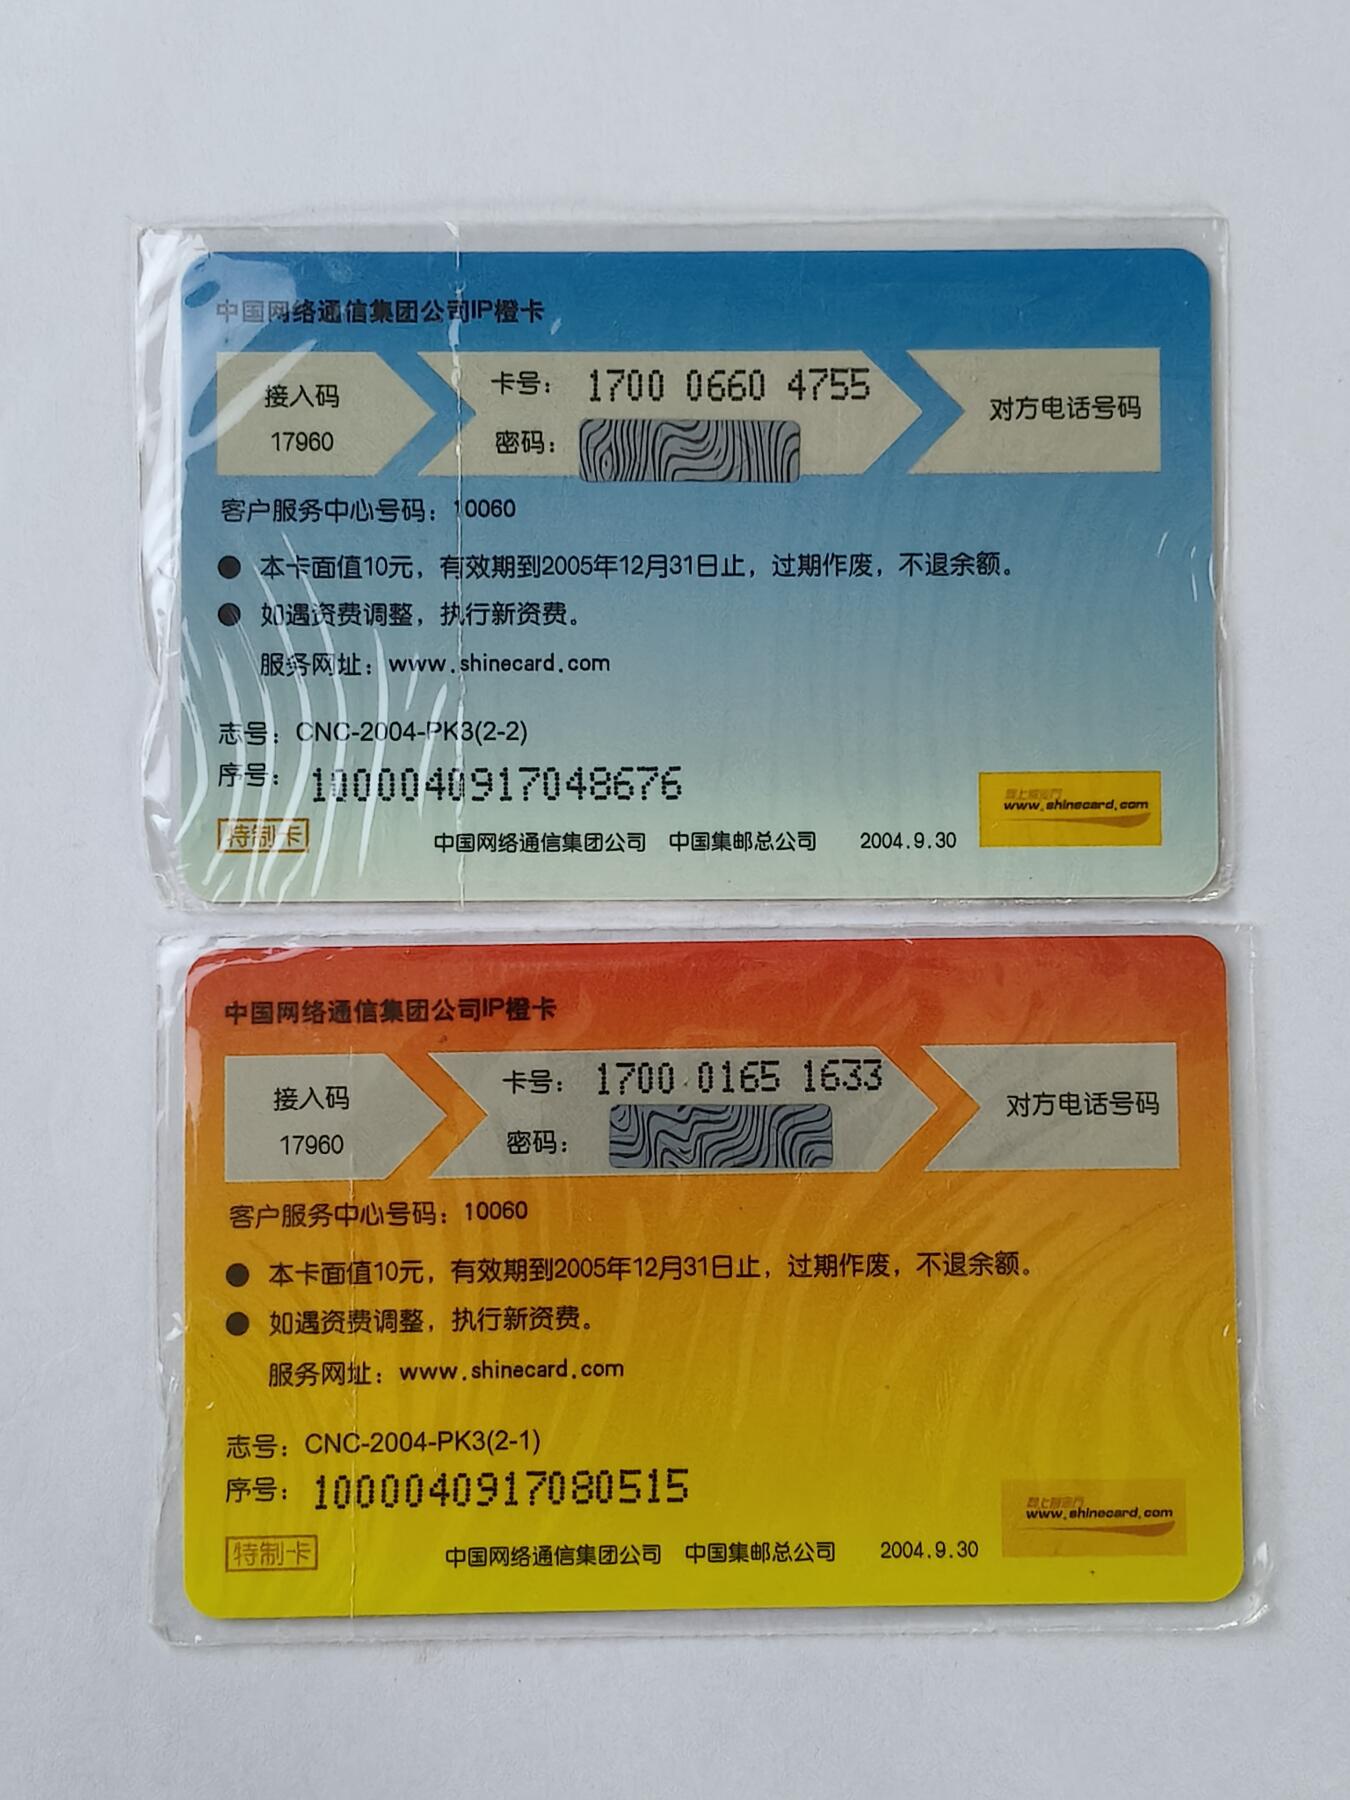 中国网络通信集团公司IP橙卡
接入码
17960
卡号：1700 0660 4755
密码：
对方电话号码
客户服务中心号码：10060
● 本卡面值10元，有效期到2005年12月31日止，过期作废，不退余额。
● 如遇资费调整，执行新资费。
服务网址：www.shinecard.com
志号：CNC-2004-PK3(2-2)
序号：1000040917048676
特制卡
中国网络通信集团公司 中国集邮总公司 2004.9.30
www.shinecard.com
中国网络通信集团公司IP橙卡
接入码
17960
卡号：1700 0165 1633
密码：
对方电话号码
客户服务中心号码：10060
● 本卡面值10元，有效期到2005年12月31日止，过期作废，不退余额。
● 如遇资费调整，执行新资费。
服务网址：www.shinecard.com
志号：CNC-2004-PK3(2-1)
序号：1000040917080515
特制卡
中国网络通信集团公司 中国集邮总公司 2004.9.30
www.shinecard.com